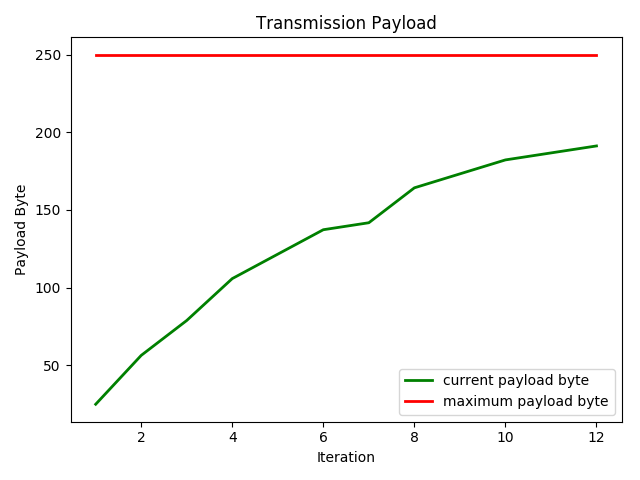 Transmission Payload
250
200
150
100
50
Payload Byte
2 4 6 8 10 12
Iteration
current payload byte
maximum payload byte